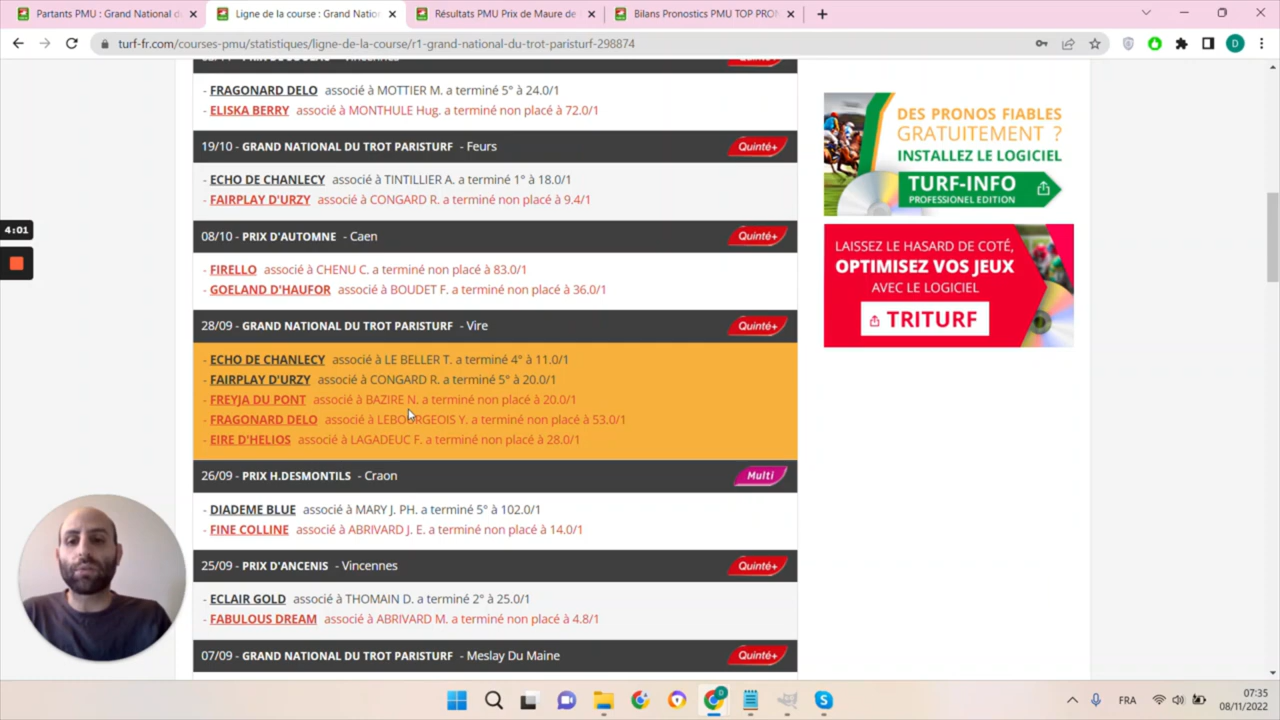 Partants PMU : Grand National d
Ligne de la course : Grand Natio
Résultats PMU Prix de Maure de
Bilans Pronostics PMU TOP PRON
turf-fr.com/courses-pmu/statistiques/ligne-de-la-course/r1-grand-national-du-trot-paristurf-298874
D
- FRAGONARD DELO associé à MOTTIER M. a terminé 5° à 24.0/1
- ELISKA BERRY associé à MONTHULE Hug. a terminé non placé à 72.0/1
19/10 - GRAND NATIONAL DU TROT PARISTURF - Feurs Quinté+
- ECHO DE CHANLECY associé à TINTILLIER A. a terminé 1° à 18.0/1
- FAIRPLAY D'URZY associé à CONGARD R. a terminé non placé à 9.4/1
08/10 - PRIX D'AUTOMNE - Caen Quinté+
- FIRELLO associé à CHENU C. a terminé non placé à 83.0/1
- GOELAND D'HAUFOR associé à BOUDET F. a terminé non placé à 36.0/1
28/09 - GRAND NATIONAL DU TROT PARISTURF - Vire Quinté+
- ECHO DE CHANLECY associé à LE BELLER T. a terminé 4° à 11.0/1
- FAIRPLAY D'URZY associé à CONGARD R. a terminé 5° à 20.0/1
- FREYJA DU PONT associé à BAZIRE N. a terminé non placé à 20.0/1
- FRAGONARD DELO associé à LEBOURGEOIS Y. a terminé non placé à 53.0/1
- EIRE D'HELIOS associé à LAGADEUC F. a terminé non placé à 28.0/1
26/09 - PRIX H.DESMONTILS - Craon Multi
- DIADEME BLUE associé à MARY J. PH. a terminé 5° à 102.0/1
- FINE COLLINE associé à ABRIVARD J. E. a terminé non placé à 14.0/1
25/09 - PRIX D'ANCENIS - Vincennes Quinté+
- ECLAIR GOLD associé à THOMAIN D. a terminé 2° à 25.0/1
- FABULOUS DREAM associé à ABRIVARD M. a terminé non placé à 4.8/1
07/09 - GRAND NATIONAL DU TROT PARISTURF - Meslay Du Maine Quinté+
DES PRONOS FIABLES
GRATUITEMENT ?
INSTALLEZ LE LOGICIEL
TURF-INFO
PROFESSIONEL EDITION
LAISSEZ LE HASARD DE COTÉ,
OPTIMISEZ VOS JEUX
AVEC LE LOGICIEL
TRITURF
4:01
D
FRA
07:35
08/11/2022